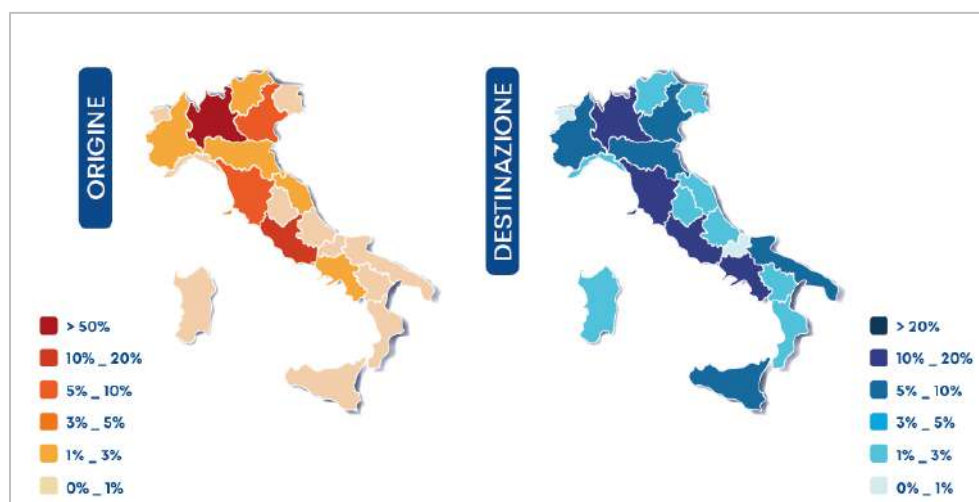 ORIGINE
> 50%
10% _ 20%
5% _ 10%
3% _ 5%
1% _ 3%
0% _ 1%
DESTINAZIONE
> 20%
10% _ 20%
5% _ 10%
3% _ 5%
1% _ 3%
0% _ 1%